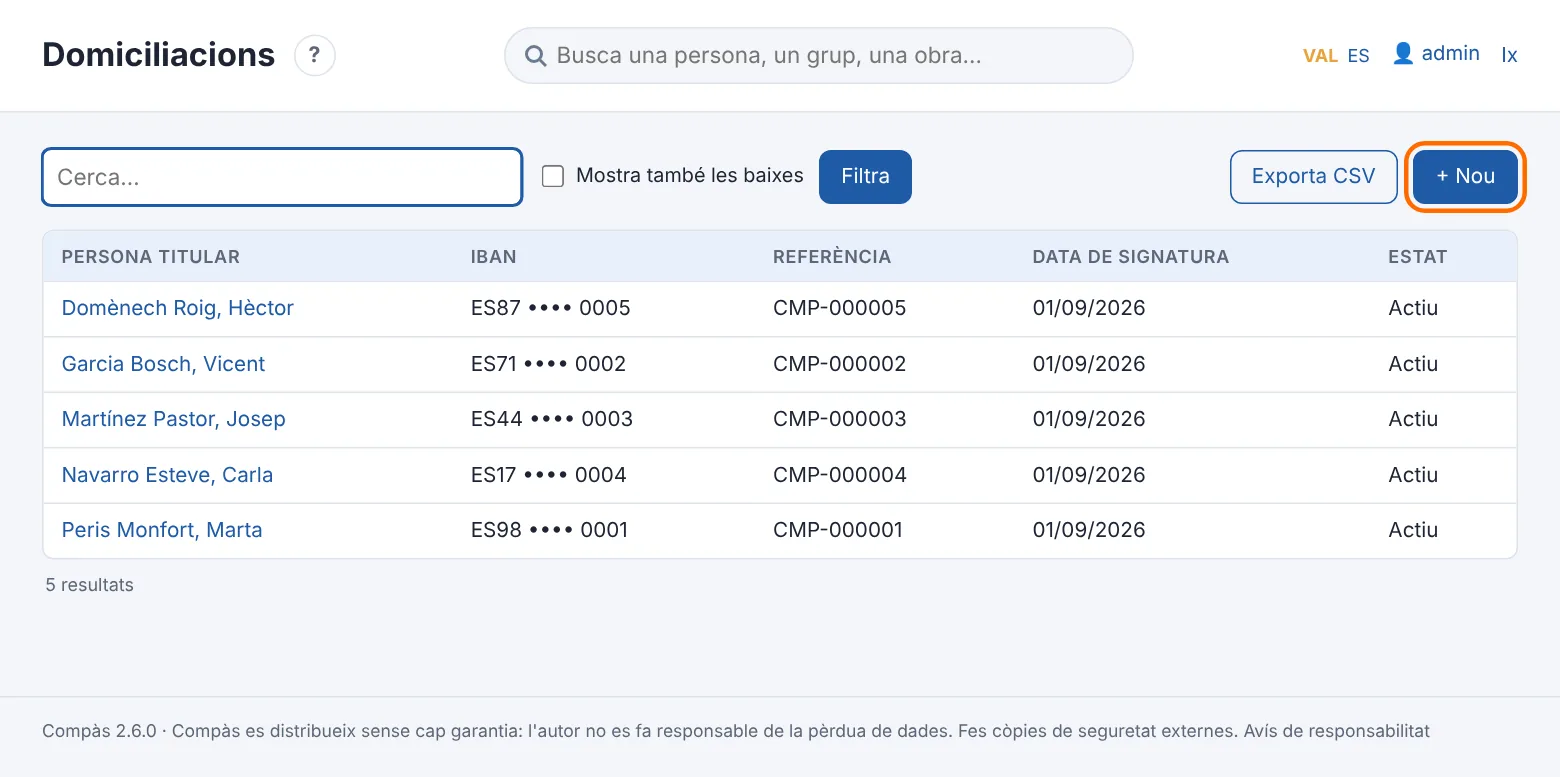 Domiciliacions ? Busca una persona, un grup, una obra... VAL ES admin Ix
Cerca... Mostra també les baixes Filtra Exporta CSV + Nou
PERSONA TITULAR IBAN REFERÈNCIA DATA DE SIGNATURA ESTAT
Domènech Roig, Hèctor ES87 •••• 0005 CMP-000005 01/09/2026 Actiu
Garcia Bosch, Vicent ES71 •••• 0002 CMP-000002 01/09/2026 Actiu
Martínez Pastor, Josep ES44 •••• 0003 CMP-000003 01/09/2026 Actiu
Navarro Esteve, Carla ES17 •••• 0004 CMP-000004 01/09/2026 Actiu
Peris Monfort, Marta ES98 •••• 0001 CMP-000001 01/09/2026 Actiu
5 resultats
Compàs 2.6.0 · Compàs es distribueix sense cap garantia: l'autor no es fa responsable de la pèrdua de dades. Fes còpies de seguretat externes. Avís de responsabilitat